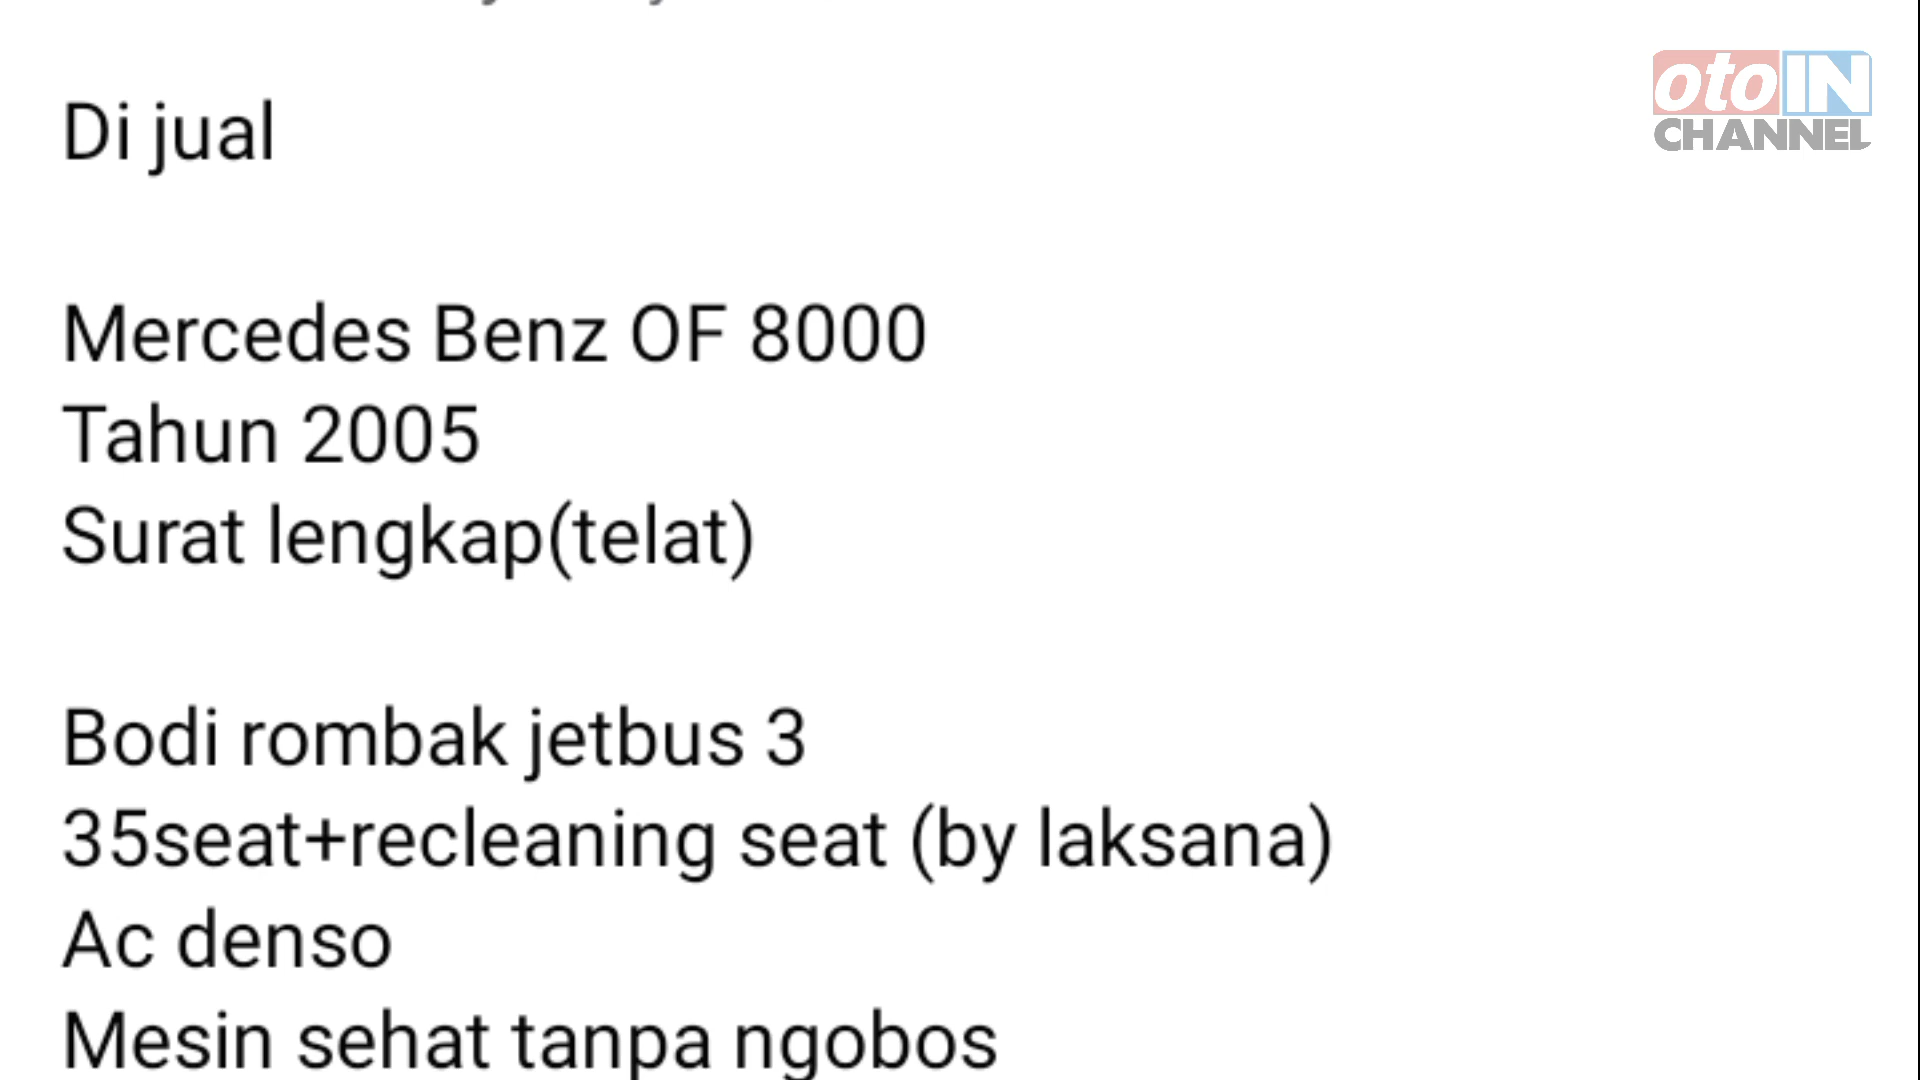 otoIN
CHANNEL
Di jual
Mercedes Benz OF 8000
Tahun 2005
Surat lengkap(telat)
Bodi rombak jetbus 3
35seat+recleaning seat (by laksana)
Ac denso
Mesin sehat tanpa ngobos